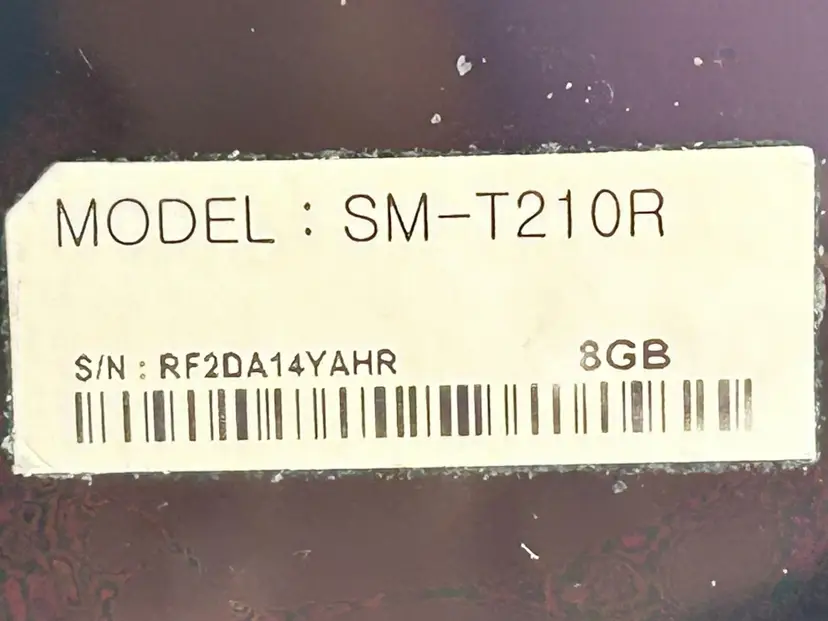 MODEL : SM-T210R
S/N : RF2DA14YAHR 8GB